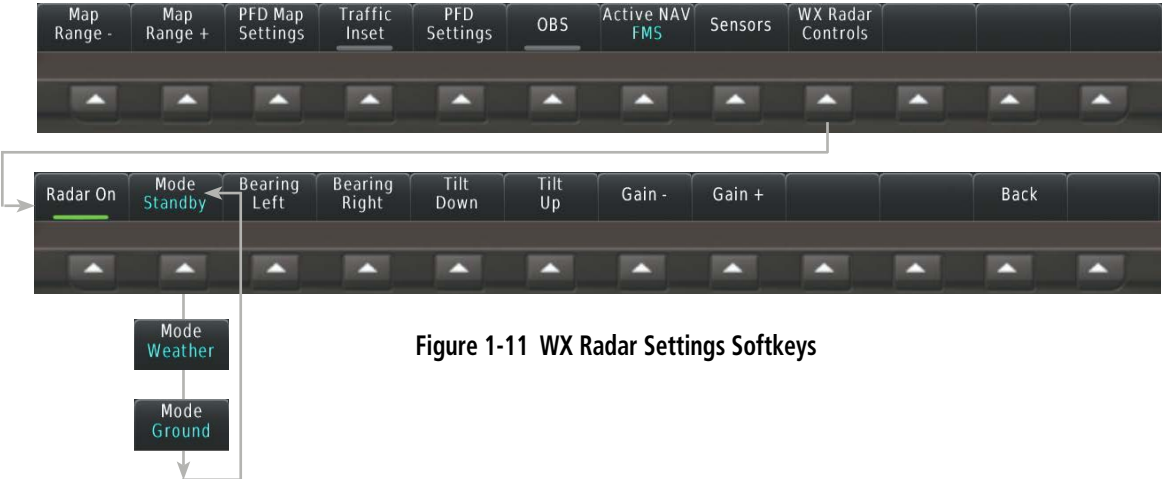 Map Range -
Map Range +
PFD Map Settings
Traffic Inset
PFD Settings
OBS
Active NAV FMS
Sensors
WX Radar Controls
Radar On
Mode Standby
Bearing Left
Bearing Right
Tilt Down
Tilt Up
Gain -
Gain +
Back
Mode Weather
Mode Ground
Figure 1-11 WX Radar Settings Softkeys